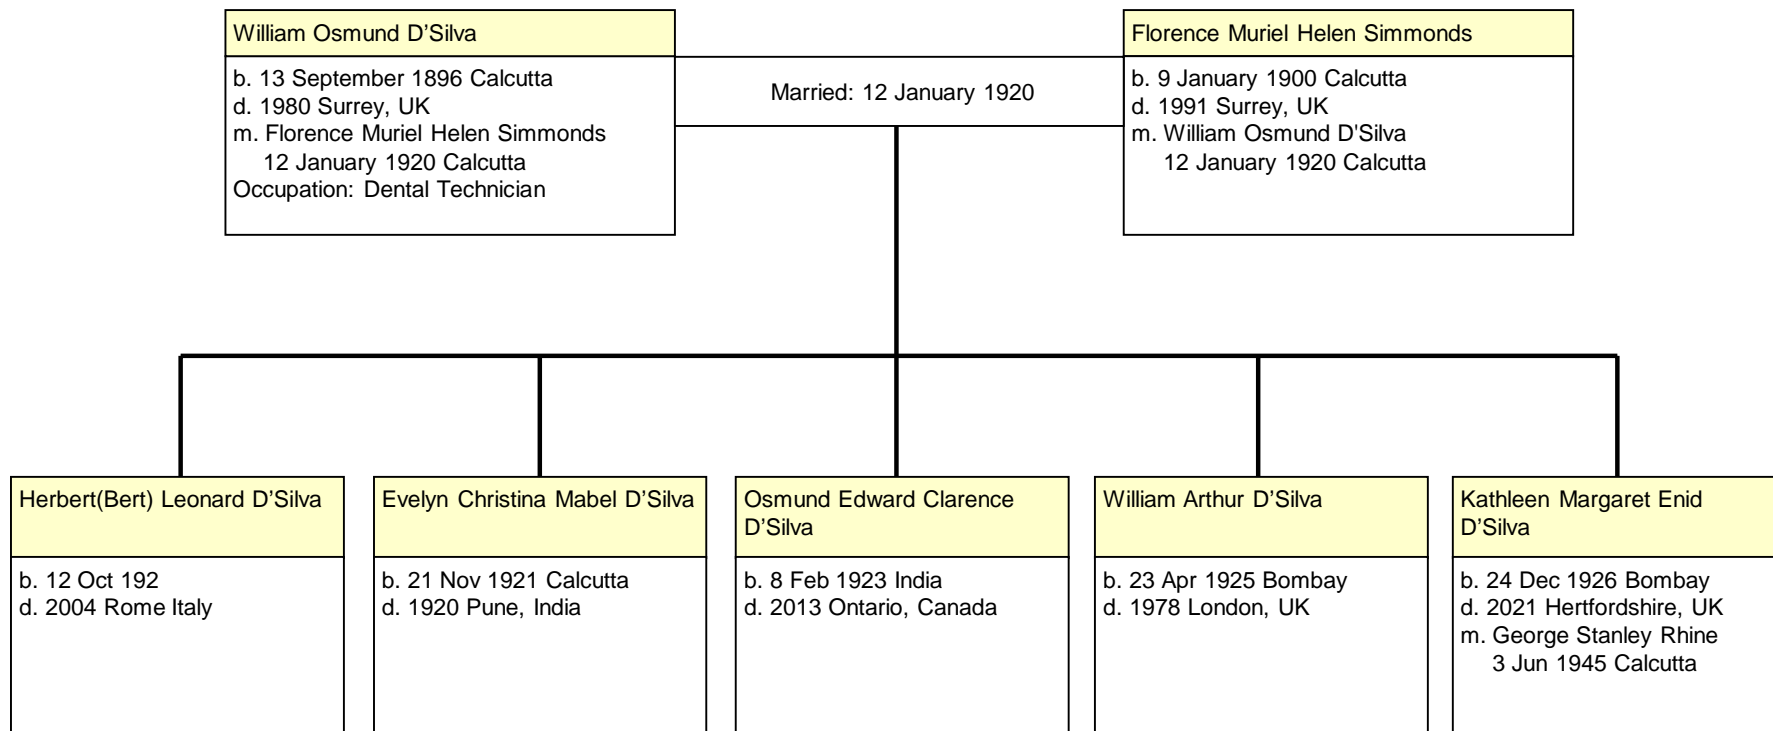 William Osmund D’Silva
b. 13 September 1896 Calcutta
d. 1980 Surrey, UK
m. Florence Muriel Helen Simmonds
12 January 1920 Calcutta
Occupation: Dental Technician
Married: 12 January 1920
Florence Muriel Helen Simmonds
b. 9 January 1900 Calcutta
d. 1991 Surrey, UK
m. William Osmund D'Silva
12 January 1920 Calcutta
Herbert(Bert) Leonard D’Silva
b. 12 Oct 192
d. 2004 Rome Italy
Evelyn Christina Mabel D’Silva
b. 21 Nov 1921 Calcutta
d. 1920 Pune, India
Osmund Edward Clarence
D’Silva
b. 8 Feb 1923 India
d. 2013 Ontario, Canada
William Arthur D’Silva
b. 23 Apr 1925 Bombay
d. 1978 London, UK
Kathleen Margaret Enid
D’Silva
b. 24 Dec 1926 Bombay
d. 2021 Hertfordshire, UK
m. George Stanley Rhine
3 Jun 1945 Calcutta